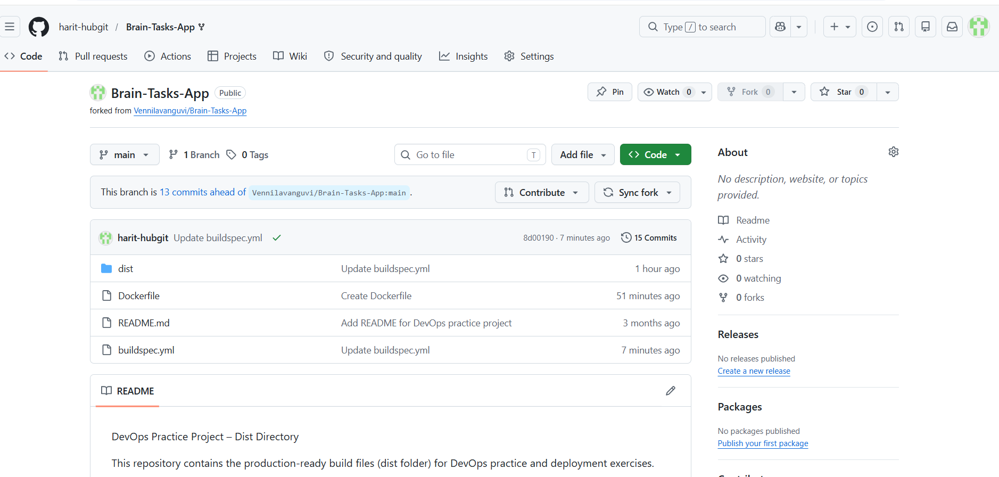 harit-hubgit / Brain-Tasks-App
Type / to search
Code Pull requests Actions Projects Wiki Security and quality Insights Settings
Brain-Tasks-App Public
Pin Watch 0 Fork 0 Star 0
forked from Vennilavanguvi/Brain-Tasks-App
main 1 Branch 0 Tags Go to file T Add file Code
This branch is 13 commits ahead of Vennilavanguvi/Brain-Tasks-App:main .
Contribute Sync fork
harit-hubgit Update buildspec.yml 8d00190 · 7 minutes ago 15 Commits
dist Update buildspec.yml 1 hour ago
Dockerfile Create Dockerfile 51 minutes ago
README.md Add README for DevOps practice project 3 months ago
buildspec.yml Update buildspec.yml 7 minutes ago
README
DevOps Practice Project – Dist Directory
This repository contains the production-ready build files (dist folder) for DevOps practice and deployment exercises.
About
No description, website, or topics
provided.
Readme
Activity
0 stars
0 watching
0 forks
Releases
No releases published
Create a new release
Packages
No packages published
Publish your first package